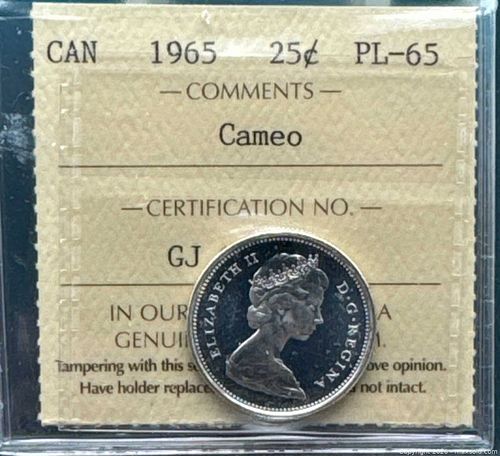 CAN 1965 25¢ PL-65
— COMMENTS —
Cameo
— CERTIFICATION NO. —
GJ
ELIZABETH II D·G·REGINA
IN OUR A
GENUI M.
Tampering with this s ove opinion.
Have holder replace not intact.